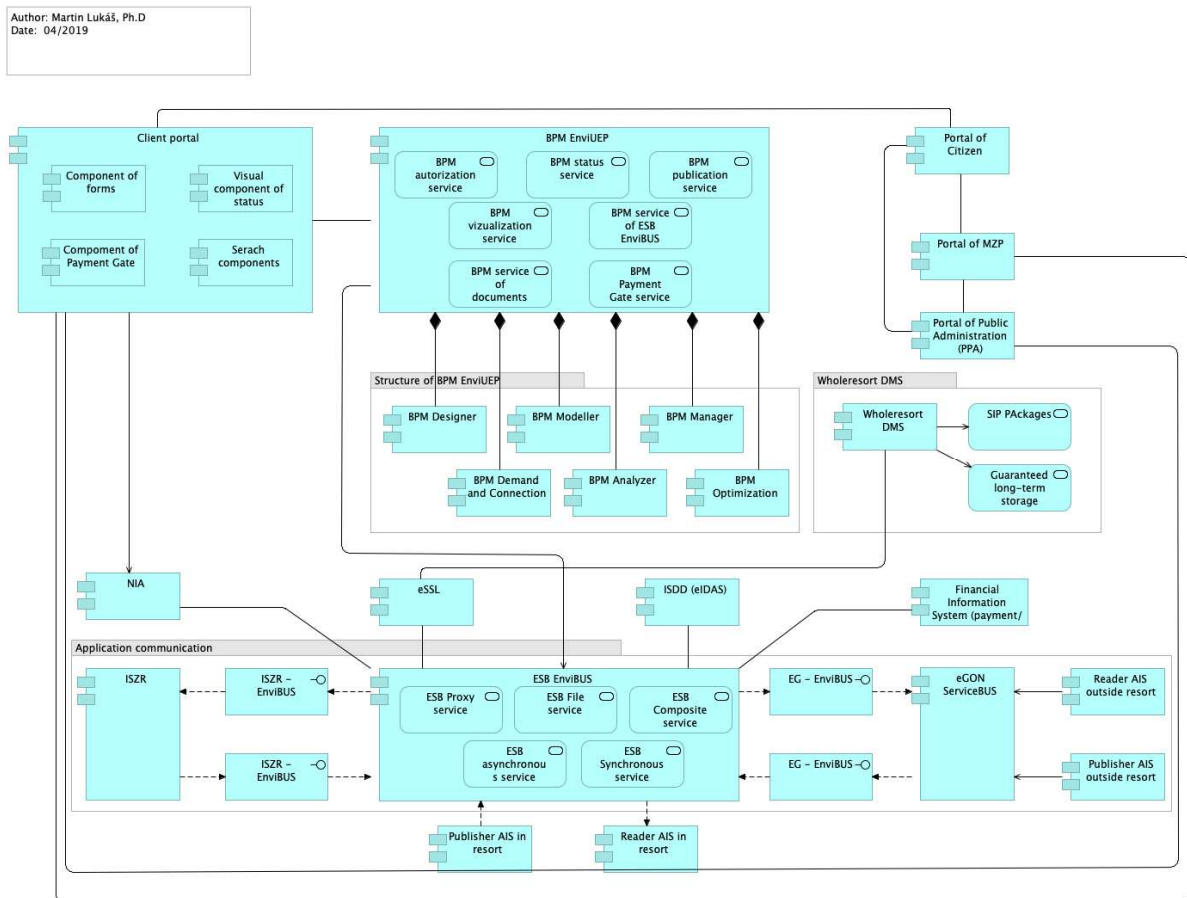 Author: Martin Lukáš, Ph.D
Date: 04/2019
Client portal
Component of
forms
Visual
component of
status
Compoment of
Payment Gate
Serach
components
BPM EnviUEP
BPM
autorization
service
BPM status
service
BPM
publication
service
BPM
vizualization
service
BPM service
of ESB
EnviBUS
BPM service
of
documents
BPM
Payment
Gate service
Portal of
Citizen
Portal of MZP
Portal of Public
Administration
(PPA)
Structure of BPM EnviUEP
BPM Designer
BPM Modeller
BPM Manager
BPM Demand
and Connection
BPM Analyzer
BPM
Optimization
Wholeresort DMS
Wholeresort
DMS
SIP PAckages
Guaranteed
long-term
storage
NIA
eSSL
ISDD (eIDAS)
Financial
Information
System (payment/
Application communication
ISZR
ISZR -
EnviBUS
ISZR -
EnviBUS
ESB EnviBUS
ESB Proxy
service
ESB File
service
ESB
Composite
service
ESB
asynchronou
s service
ESB
Synchronous
service
EG - EnviBUS
EG - EnviBUS
eGON
ServiceBUS
Reader AIS
outside resort
Publisher AIS
outside resort
Publisher AIS in
resort
Reader AIS in
resort